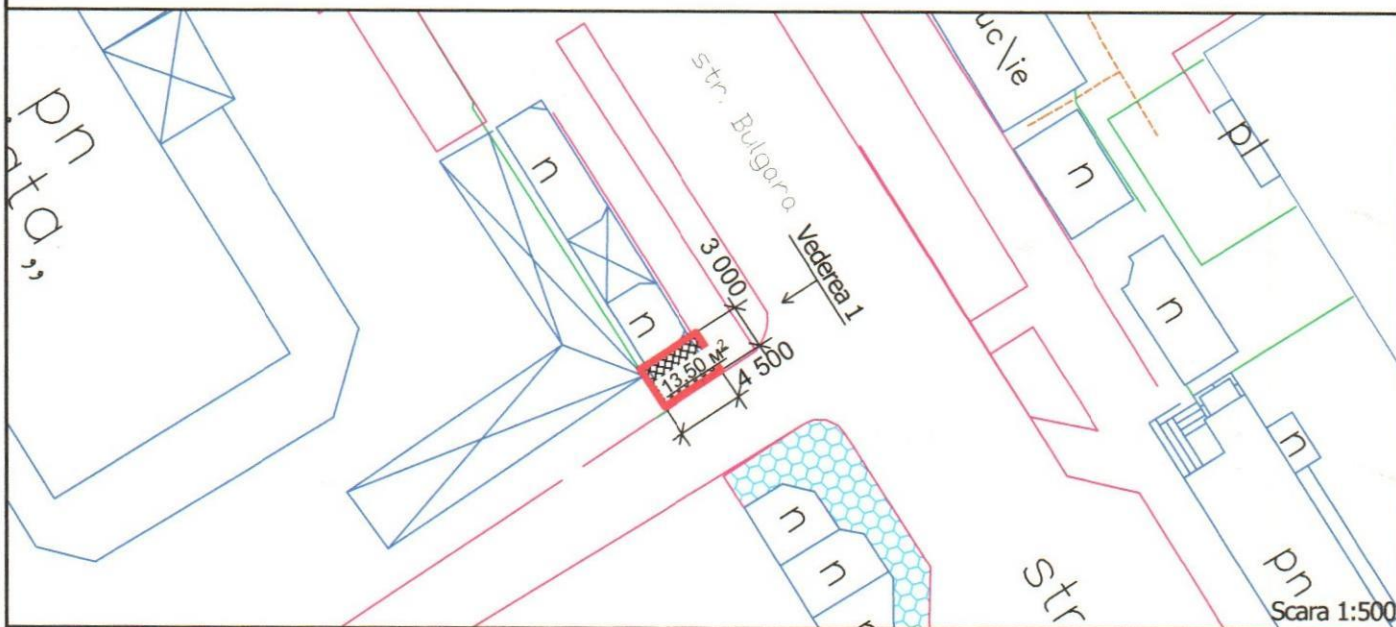 pn
ata,,
n
n
str. Bulgara
3 000
Vederea 1
13,50 м²
4 500
uc\ie
n
pl
n
n
n
n
str
n
pn
Scara 1:500